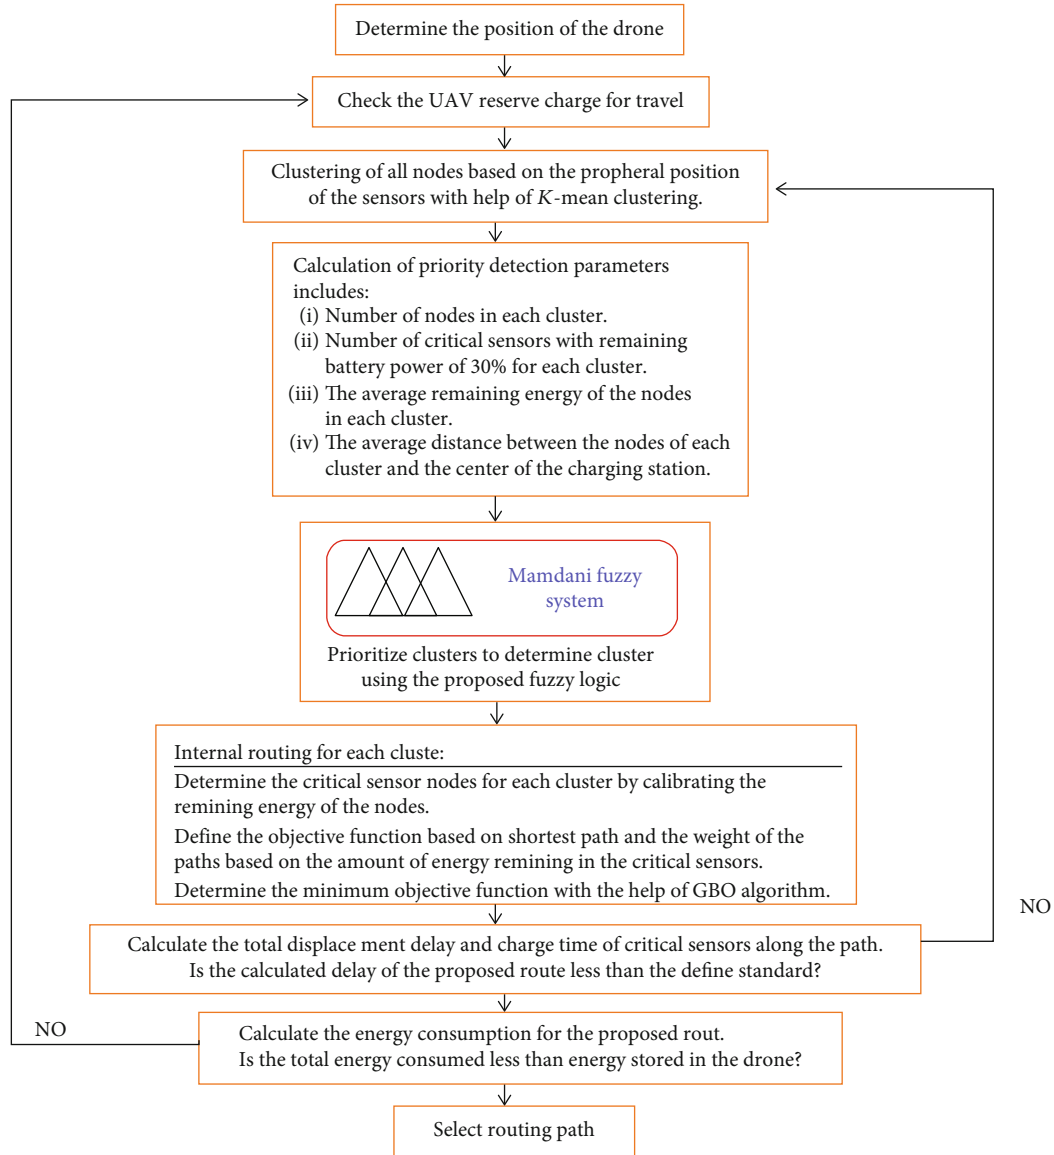 Determine the position of the drone
Check the UAV reserve charge for travel
Clustering of all nodes based on the propheral position
of the sensors with help of K-mean clustering.
Calculation of priority detection parameters
includes:
(i) Number of nodes in each cluster.
(ii) Number of critical sensors with remaining
battery power of 30% for each cluster.
(iii) The average remaining energy of the nodes
in each cluster.
(iv) The average distance between the nodes of each
cluster and the center of the charging station.
Mamdani fuzzy
system
Prioritize clusters to determine cluster
using the proposed fuzzy logic
Internal routing for each cluste:
Determine the critical sensor nodes for each cluster by calibrating the
remining energy of the nodes.
Define the objective function based on shortest path and the weight of the
paths based on the amount of energy remining in the critical sensors.
Determine the minimum objective function with the help of GBO algorithm.
NO
Calculate the total displace ment delay and charge time of critical sensors along the path.
Is the calculated delay of the proposed route less than the define standard?
NO
Calculate the energy consumption for the proposed rout.
Is the total energy consumed less than energy stored in the drone?
Select routing path